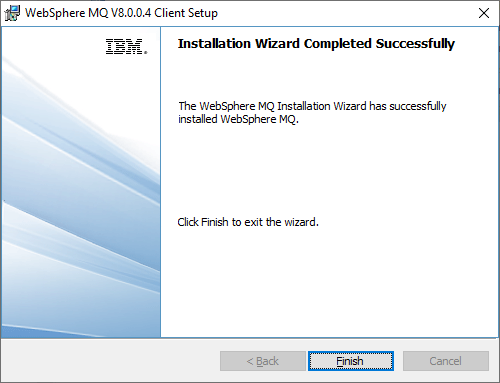 WebSphere MQ V8.0.0.4 Client Setup
IBM.
Installation Wizard Completed Successfully
The WebSphere MQ Installation Wizard has successfully
installed WebSphere MQ.
Click Finish to exit the wizard.
< Back
Finish
Cancel